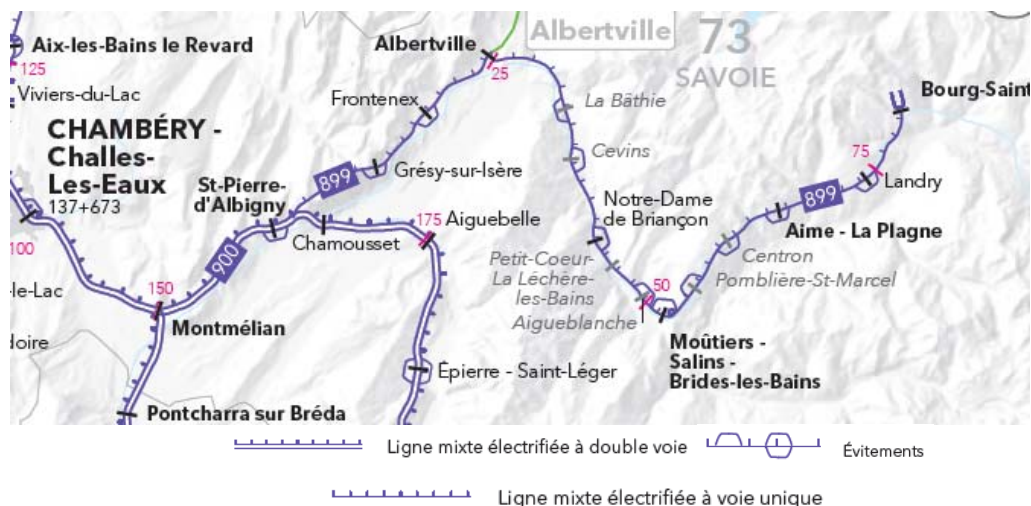 Aix-les-Bains le Revard
125
Viviers-du-Lac
CHAMBÉRY -
Challes-
Les-Eaux
137+673
100
-le-Lac
doire
150
Montmélian
Pontcharra sur Bréda
900
St-Pierre-
d'Albigny
Chamousset
899
Grésy-sur-Isère
Frontenex
Albertville
25
Albertville
73
SAVOIE
175
Aiguebelle
Épierre - Saint-Léger
La Bâthie
Cevins
Notre-Dame
de Briançon
Petit-Coeur-
La Léchère-
les-Bains
Aigueblanche
50
Moûtiers -
Salins -
Brides-les-Bains
Pomblière-St-Marcel
Centron
Aime - La Plagne
899
Landry
75
Bourg-Saint
Ligne mixte électrifiée à double voie
Évitements
Ligne mixte électrifiée à voie unique